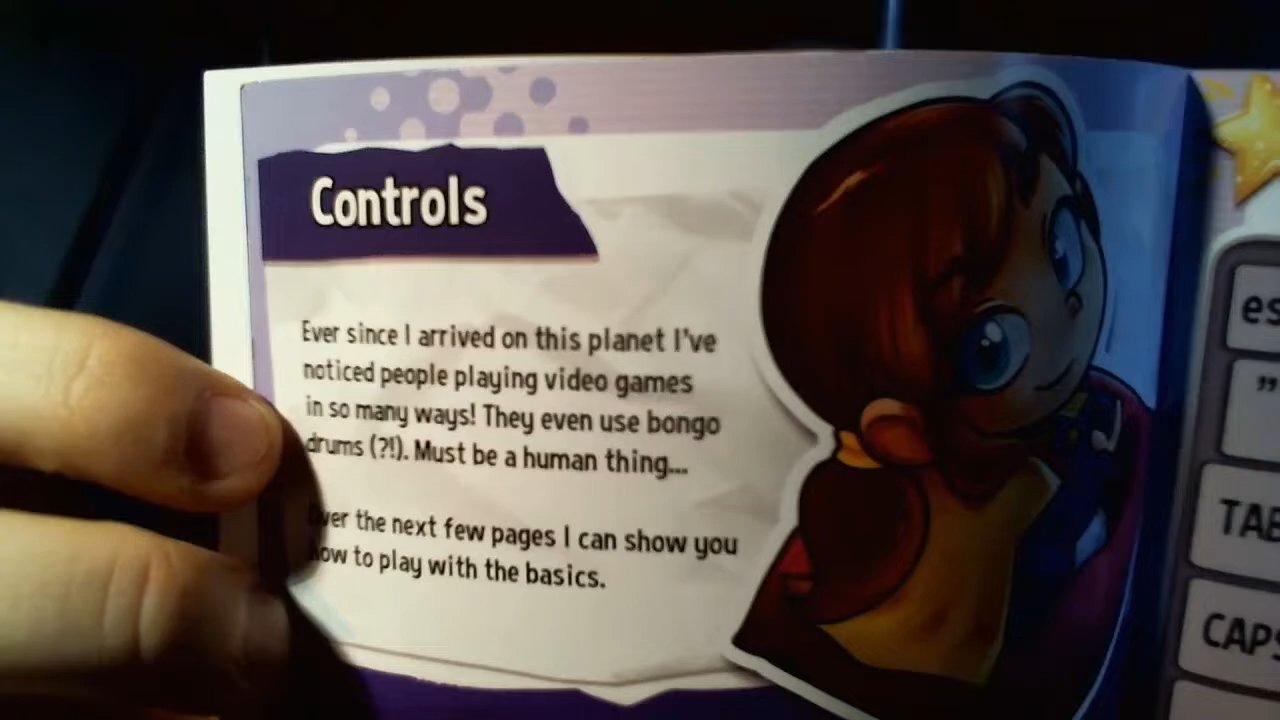 Controls
Ever since I arrived on this planet I've
noticed people playing video games
in so many ways! They even use bongo
drums (?!). Must be a human thing...
the next few pages I can show you
to play with the basics.
es
"
TAB
CAPS